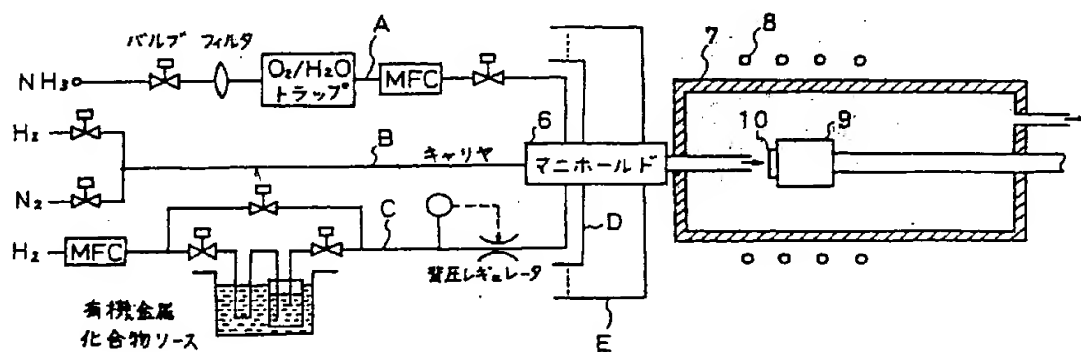 バルブ フィルタ
A
NH₃
O₂/H₂O
トラップ
MFC
7
8
H₂
B
6
キャリヤ
マニホールド
10
9
N₂
H₂
MFC
C
D
背圧レギュレータ
有機金属
化合物ソース
E